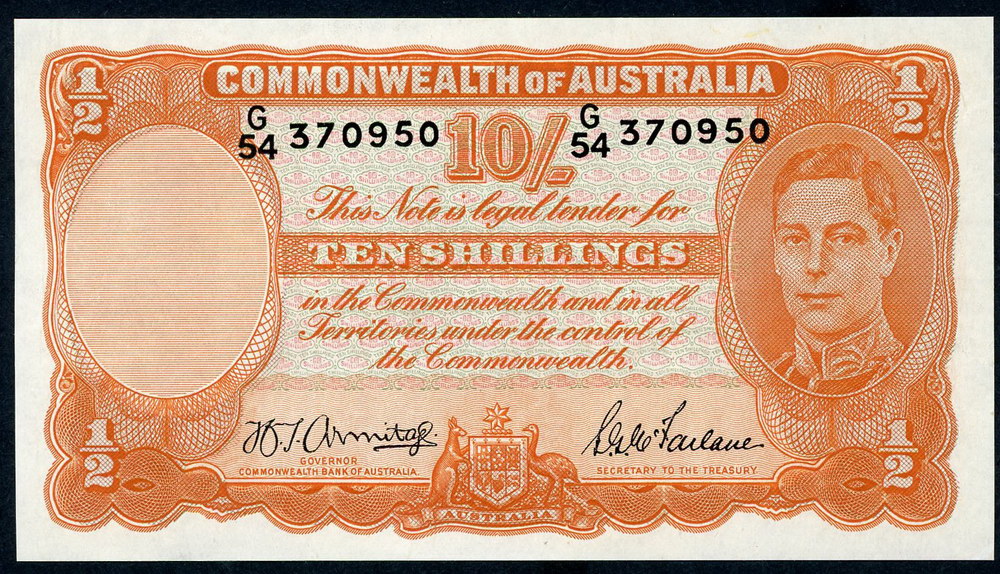 1/2
COMMONWEALTH OF AUSTRALIA
1/2
G/54 370950
10/-
G/54 370950
This Note is legal tender for
TEN SHILLINGS
in the Commonwealth and in all
Territories under the control of
the Commonwealth.
H.T. Armitage.
GOVERNOR
COMMONWEALTH BANK OF AUSTRALIA.
S.G. McFarlane
SECRETARY TO THE TREASURY.
1/2
1/2
AUSTRALIA